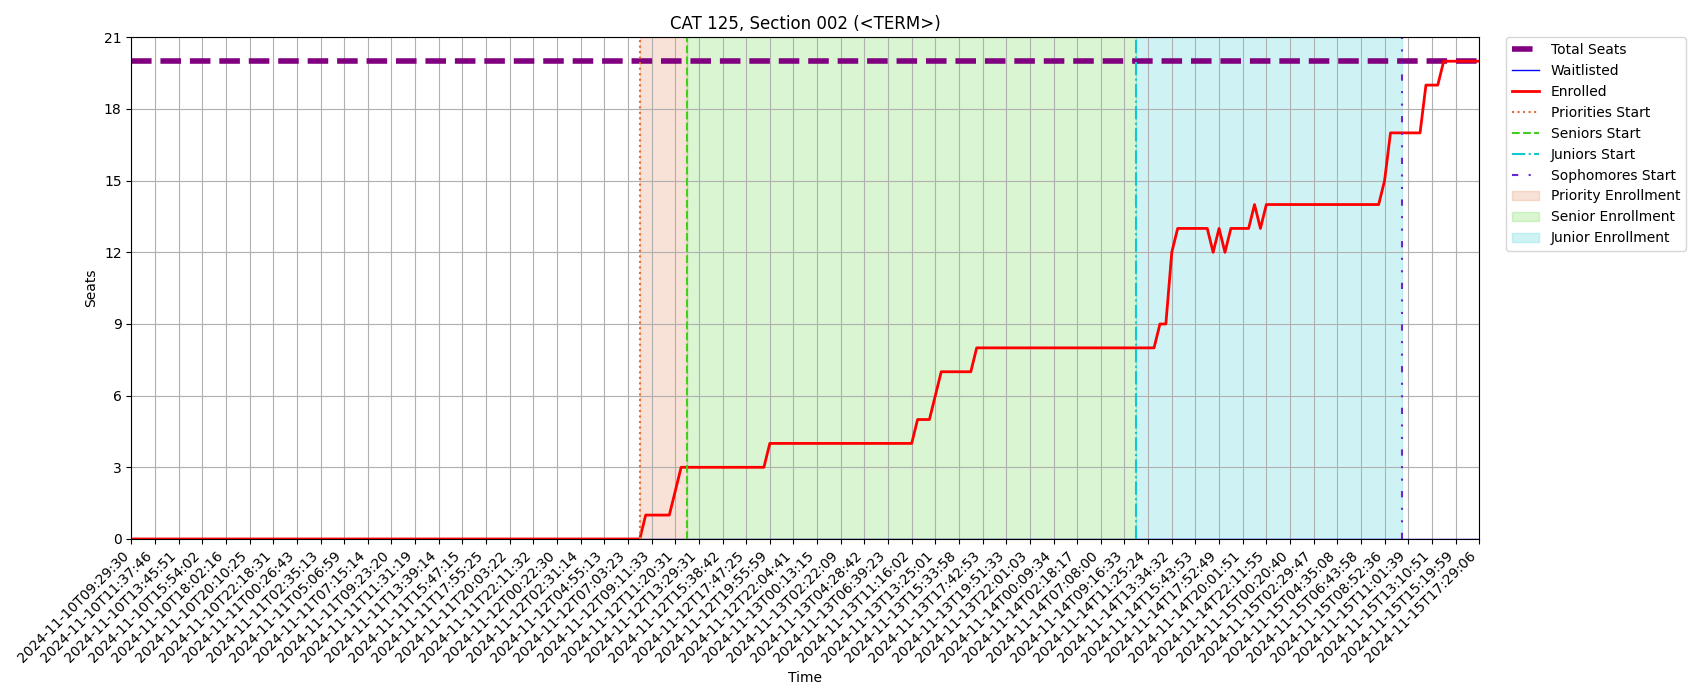 CAT 125, Section 002 (<TERM>)
21
18
15
12
9
6
3
0
Seats
2024-11-10T09:29:30
2024-11-10T11:37:46
2024-11-10T13:45:51
2024-11-10T15:54:02
2024-11-10T18:02:16
2024-11-10T20:10:25
2024-11-10T22:18:31
2024-11-11T00:26:43
2024-11-11T02:35:13
2024-11-11T05:06:59
2024-11-11T07:15:14
2024-11-11T09:23:20
2024-11-11T11:31:19
2024-11-11T13:39:14
2024-11-11T15:47:15
2024-11-11T17:55:25
2024-11-11T20:03:22
2024-11-11T22:11:32
2024-11-12T00:22:30
2024-11-12T02:31:14
2024-11-12T04:55:13
2024-11-12T07:03:23
2024-11-12T09:11:33
2024-11-12T11:20:31
2024-11-12T13:29:37
2024-11-12T15:38:42
2024-11-12T17:47:25
2024-11-12T19:55:59
2024-11-12T22:04:41
2024-11-13T00:13:15
2024-11-13T02:22:09
2024-11-13T04:28:42
2024-11-13T06:39:23
2024-11-13T11:16:02
2024-11-13T13:25:01
2024-11-13T15:33:58
2024-11-13T17:42:53
2024-11-13T19:51:33
2024-11-13T22:01:03
2024-11-14T00:09:34
2024-11-14T02:18:17
2024-11-14T07:08:00
2024-11-14T09:16:33
2024-11-14T11:25:24
2024-11-14T13:34:32
2024-11-14T15:43:53
2024-11-14T17:52:49
2024-11-14T20:01:51
2024-11-14T22:11:55
2024-11-15T00:20:40
2024-11-15T02:29:47
2024-11-15T04:35:08
2024-11-15T06:43:58
2024-11-15T08:52:36
2024-11-15T11:01:39
2024-11-15T13:10:51
2024-11-15T15:19:59
2024-11-15T17:29:06
Time
Total Seats
Waitlisted
Enrolled
Priorities Start
Seniors Start
Juniors Start
Sophomores Start
Priority Enrollment
Senior Enrollment
Junior Enrollment